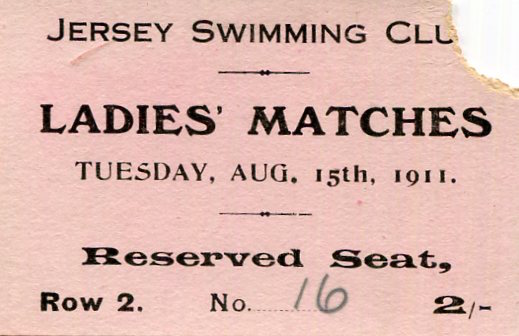 JERSEY SWIMMING CLU
LADIES' MATCHES
TUESDAY, AUG. 15th, 1911.
Reserved Seat,
Row 2. No. 16 2/-